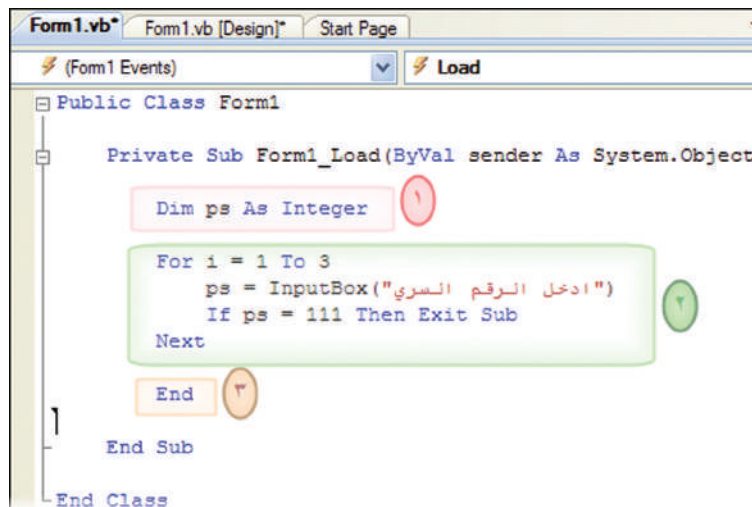 Form1.vb* Form1.vb [Design]* Start Page
(Form1 Events) Load
Public Class Form1
Private Sub Form1_Load(ByVal sender As System.Object
Dim ps As Integer ١
For i = 1 To 3
ps = InputBox("ادخل الرقم السري")
If ps = 111 Then Exit Sub
Next
٢
End ٣
End Sub
End Class